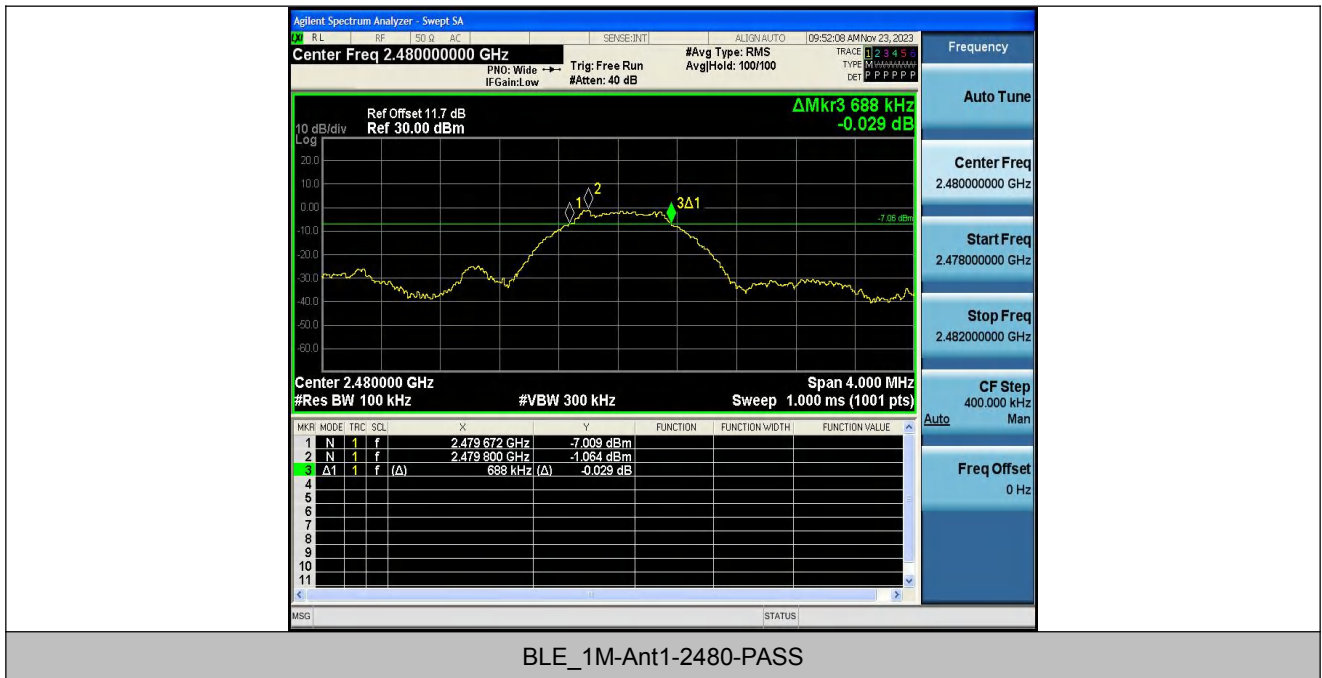 Agilent Spectrum Analyzer - Swept SA
LXI RL RF 50 Ω AC SENSE:INT ALIGNAUTO 09:52:08 AM Nov 23, 2023
Center Freq 2.480000000 GHz
PNO: Wide
IFGain:Low
Trig: Free Run
#Atten: 40 dB
#Avg Type: RMS
Avg|Hold: 100/100
TRACE 1 2 3 4 5 6
TYPE M
DET P P P P P P
ΔMkr3 688 kHz
-0.029 dB
Ref Offset 11.7 dB
10 dB/div Ref 30.00 dBm
Log
20.0
10.0
0.00
-10.0
-20.0
-30.0
-40.0
-50.0
-60.0
1
2
3Δ1
-7.06 dBm
Center 2.480000 GHz Span 4.000 MHz
#Res BW 100 kHz #VBW 300 kHz Sweep 1.000 ms (1001 pts)
MKR MODE TRC SCL X Y FUNCTION FUNCTION WIDTH FUNCTION VALUE
1 N 1 f 2.479 672 GHz -7.009 dBm
2 N 1 f 2.479 800 GHz -1.064 dBm
3 Δ1 1 f (Δ) 688 kHz (Δ) -0.029 dB
4
5
6
7
8
9
10
11
MSG STATUS
Frequency
Auto Tune
Center Freq
2.480000000 GHz
Start Freq
2.478000000 GHz
Stop Freq
2.482000000 GHz
CF Step
400.000 kHz
Auto Man
Freq Offset
0 Hz
BLE_1M-Ant1-2480-PASS